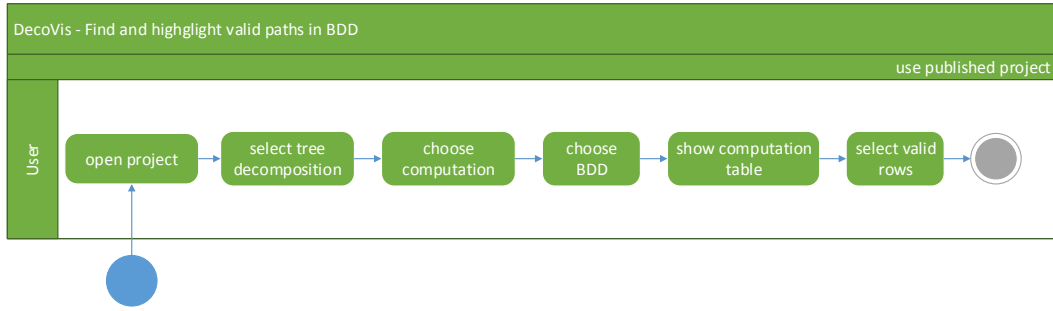 DecoVis - Find and highglight valid paths in BDD
use published project
User
open project
select tree
decomposition
choose
computation
choose
BDD
show computation
table
select valid
rows